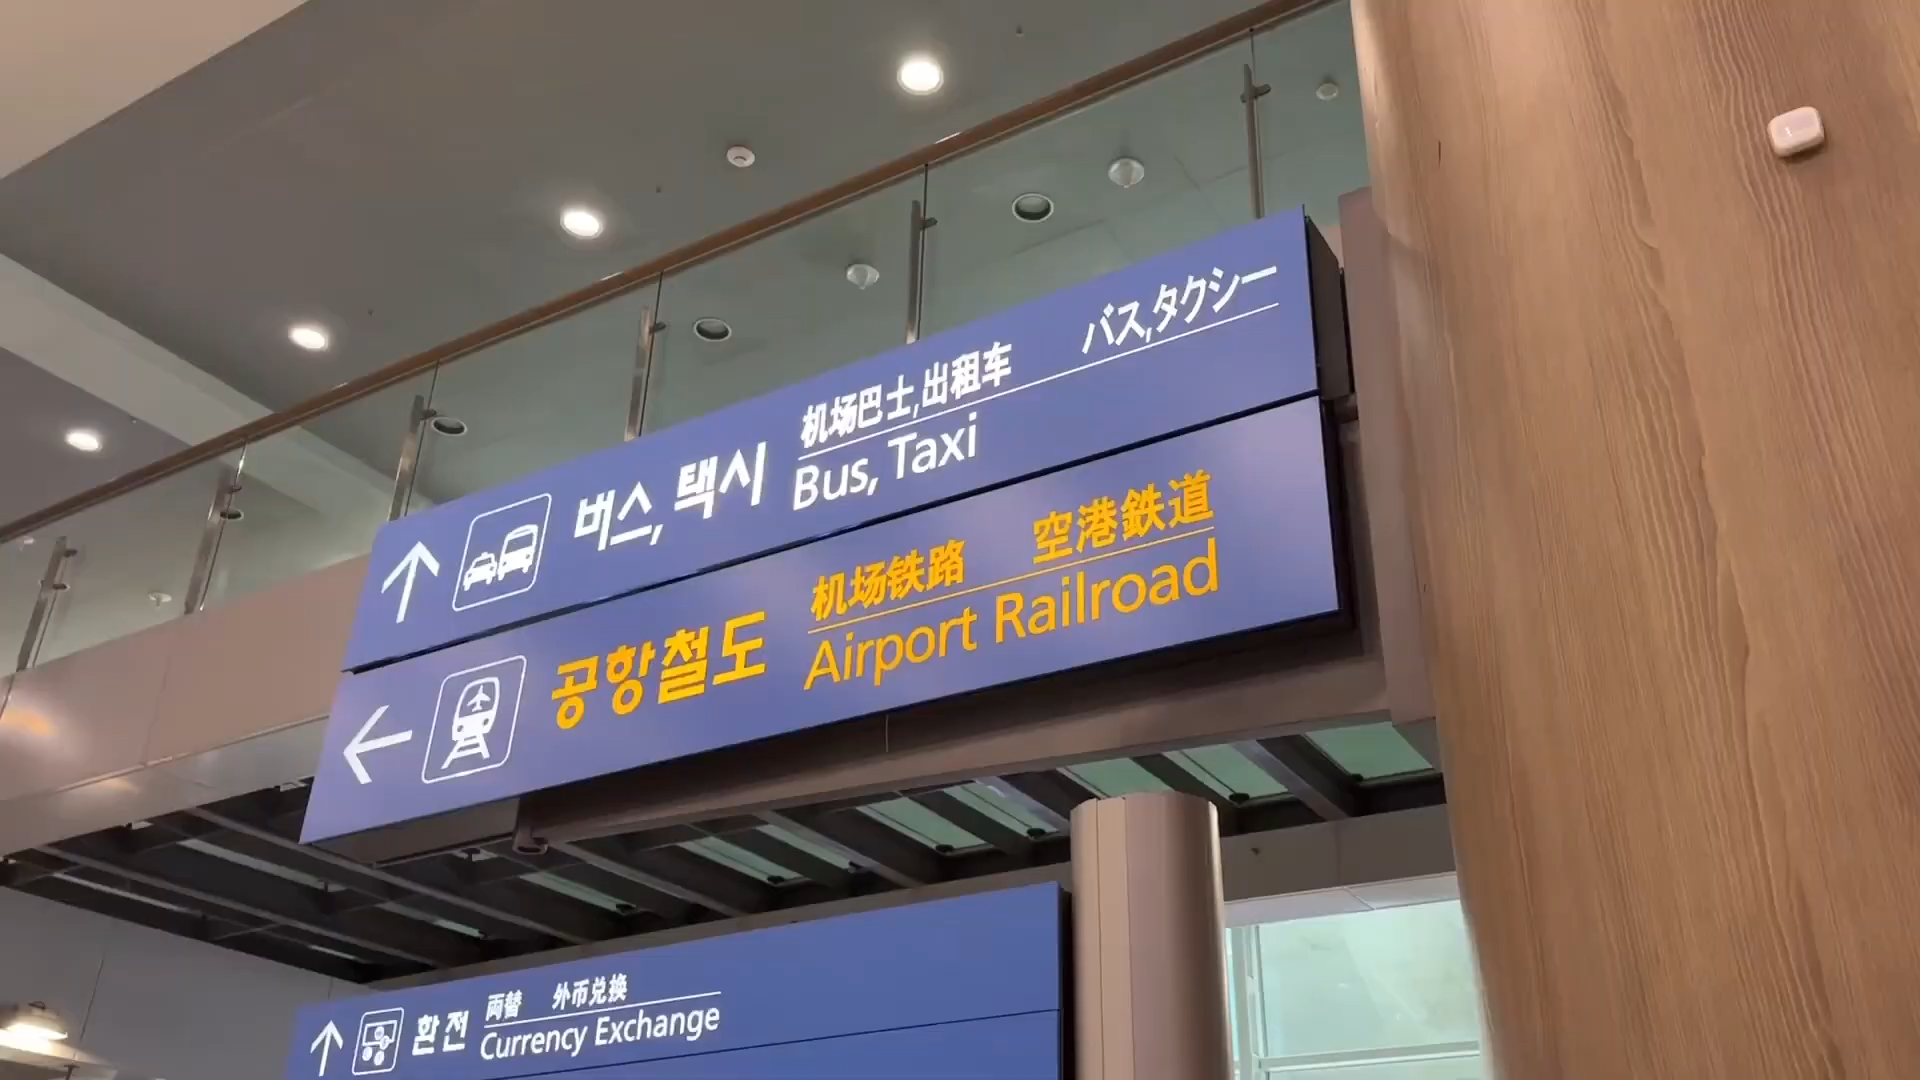 버스, 택시
机场巴士,出租车 バス,タクシー
Bus, Taxi
공항철도
机场铁路 空港鉄道
Airport Railroad
환전
両替 外币兑换
Currency Exchange